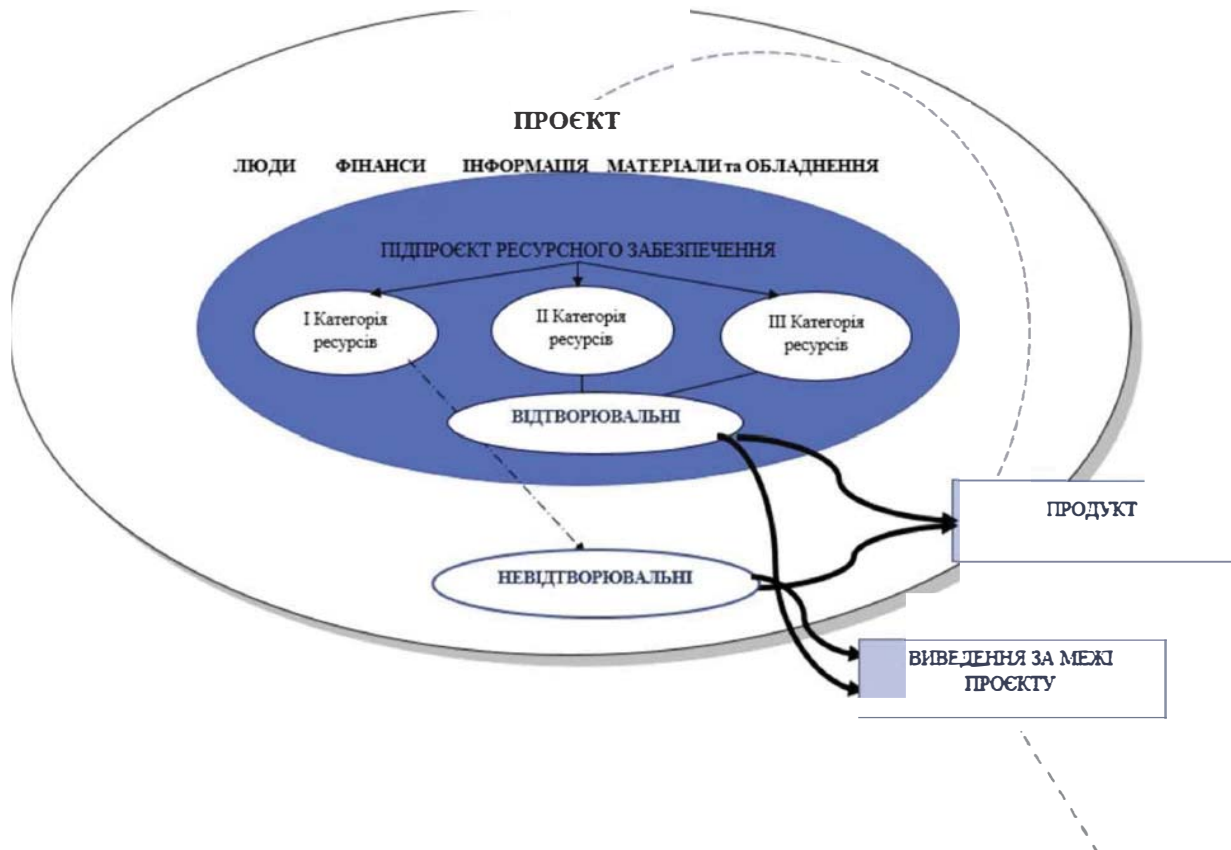 ПРОЄКТ
ЛЮДИ ФІНАНСИ ІНФОРМАЦІЯ МАТЕРІАЛИ та ОБЛАДНЕННЯ
ПІДПРОЄКТ РЕСУРСНОГО ЗАБЕЗПЕЧЕННЯ
І Категорія
ресурсів
ІІ Категорія
ресурсів
ІІІ Категорія
ресурсів
ВІДТВОРЮВАЛЬНІ
ПРОДУКТ
НЕВІДТВОРЮВАЛЬНІ
ВИВЕДЕННЯ ЗА МЕЖІ
ПРОЄКТУ